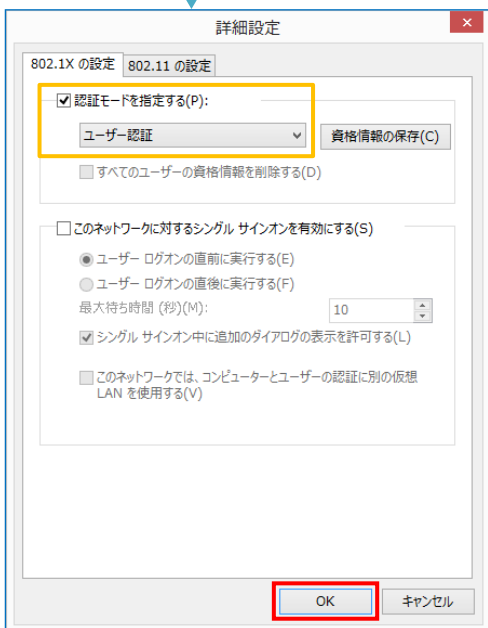 詳細設定
802.1X の設定 802.11 の設定
認証モードを指定する(P):
ユーザー認証 資格情報の保存(C)
すべてのユーザーの資格情報を削除する(D)
このネットワークに対するシングル サインオンを有効にする(S)
ユーザー ログオンの直前に実行する(E)
ユーザー ログオンの直後に実行する(F)
最大待ち時間 (秒)(M): 10
シングル サインオン中に追加のダイアログの表示を許可する(L)
このネットワークでは、コンピューターとユーザーの認証に別の仮想
LAN を使用する(V)
OK キャンセル